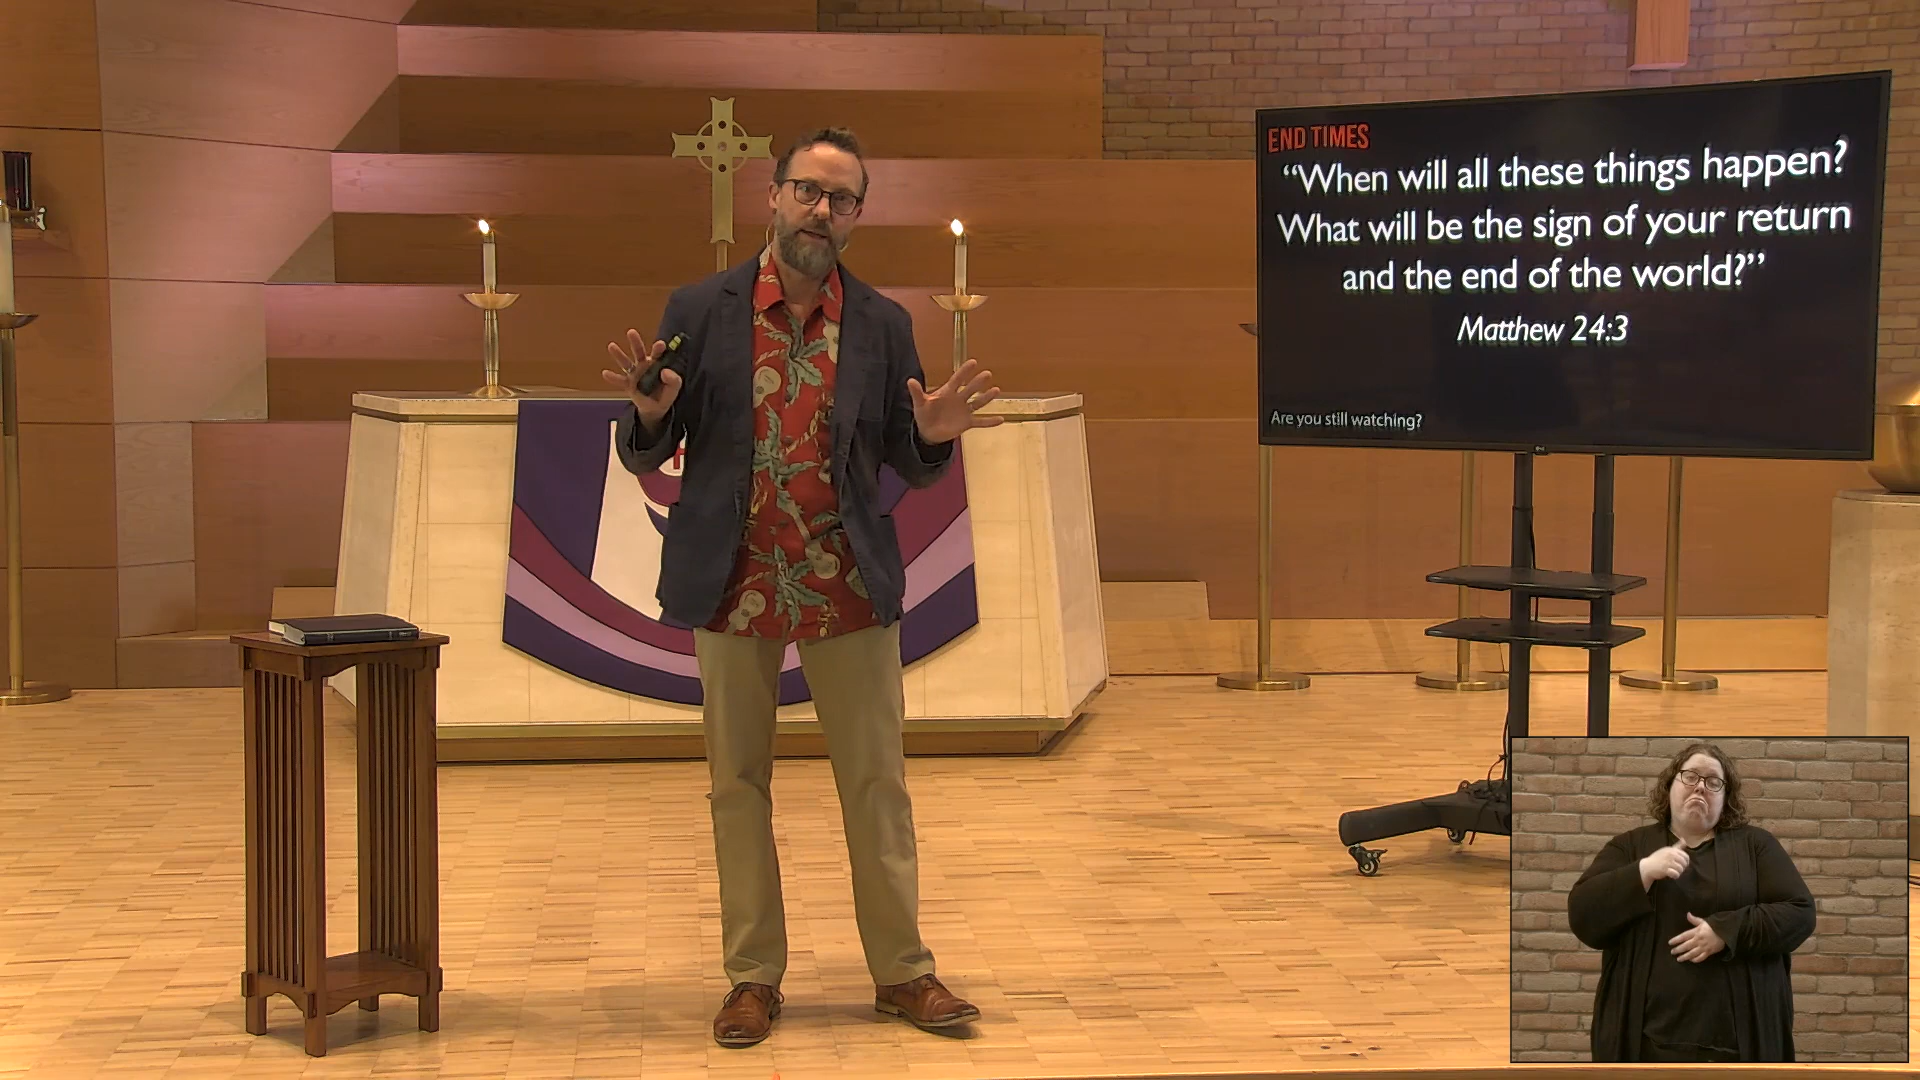 END TIMES
“When will all these things happen?
What will be the sign of your return
and the end of the world?”
Matthew 24:3
Are you still watching?